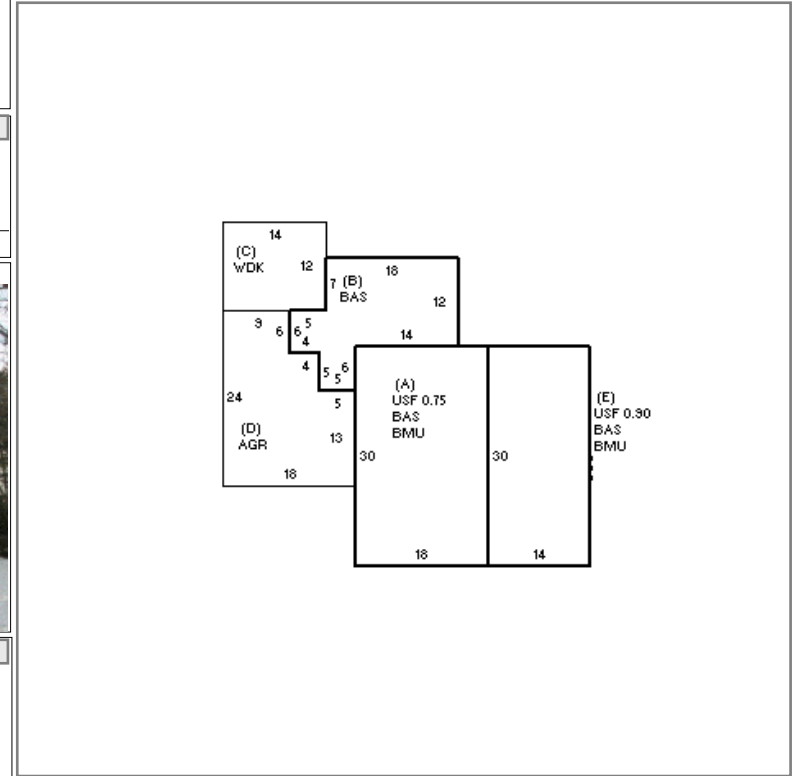 14
(C)
WDK
12
18
7 (B)
BAS
12
9 6 6 5
4
14
4 5 5 6
(A)
USF 0.75
BAS
BMU
(E)
USF 0.90
BAS
BMU
24
5
(D)
AGR
13
30
30
18
18
14